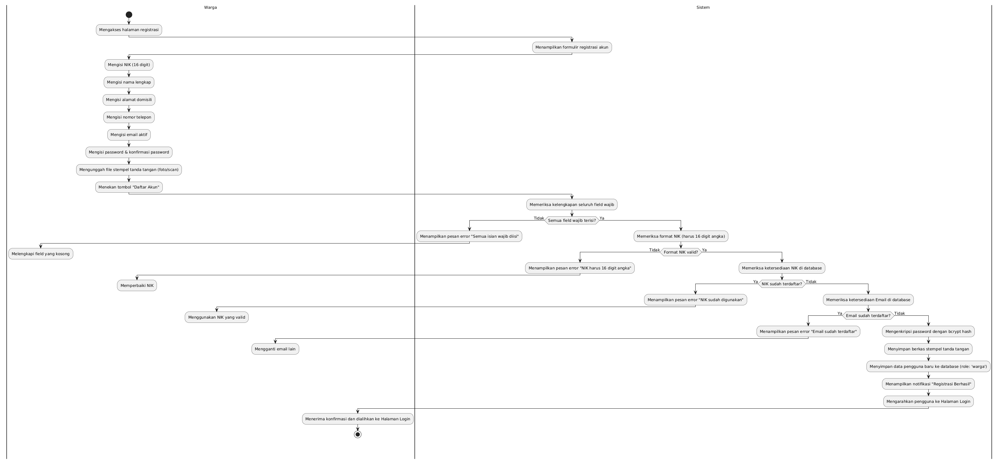 Warga
Sistem
Mengakses halaman registrasi
Menampilkan formulir registrasi akun
Mengisi NIK (16 digit)
Mengisi nama lengkap
Mengisi alamat domisili
Mengisi nomor telepon
Mengisi email aktif
Mengisi password & konfirmasi password
Mengunggah file stempel tanda tangan (foto/scan)
Menekan tombol "Daftar Akun"
Memeriksa kelengkapan seluruh field wajib
Tidak
Semua field wajib terisi?
Ya
Menampilkan pesan error "Semua isian wajib diisi"
Memeriksa format NIK (harus 16 digit angka)
Melengkapi field yang kosong
Tidak
Format NIK valid?
Ya
Menampilkan pesan error "NIK harus 16 digit angka"
Memeriksa ketersediaan NIK di database
Memperbaiki NIK
Ya
NIK sudah terdaftar?
Tidak
Menampilkan pesan error "NIK sudah digunakan"
Memeriksa ketersediaan Email di database
Menggunakan NIK yang valid
Ya
Email sudah terdaftar?
Tidak
Menampilkan pesan error "Email sudah terdaftar"
Mengenkripsi password dengan bcrypt hash
Mengganti email lain
Menyimpan berkas stempel tanda tangan
Menyimpan data pengguna baru ke database (role: 'warga')
Menampilkan notifikasi "Registrasi Berhasil"
Mengarahkan pengguna ke Halaman Login
Menerima konfirmasi dan dialihkan ke Halaman Login